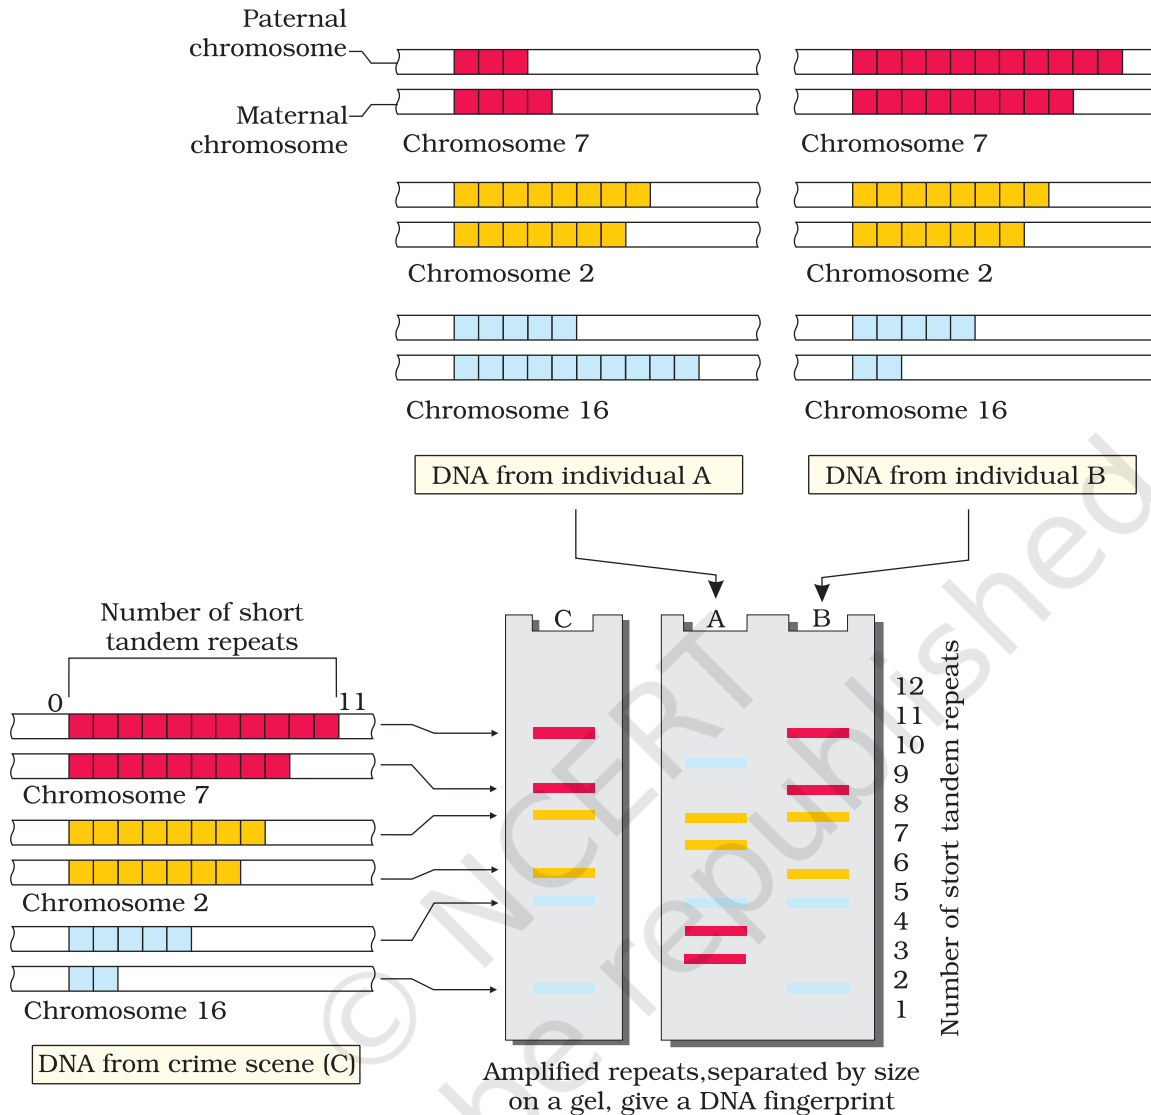 Paternal
chromosome
Maternal
chromosome
Chromosome 7
Chromosome 7
Chromosome 2
Chromosome 2
Chromosome 16
Chromosome 16
DNA from individual A
DNA from individual B
Number of short
tandem repeats
0
11
Chromosome 7
Chromosome 2
Chromosome 16
DNA from crime scene (C)
C
A
B
12
11
10
9
8
7
6
5
4
3
2
1
Number of stort tandem repeats
Amplified repeats,separated by size
on a gel, give a DNA fingerprint
© NCERT
be republished